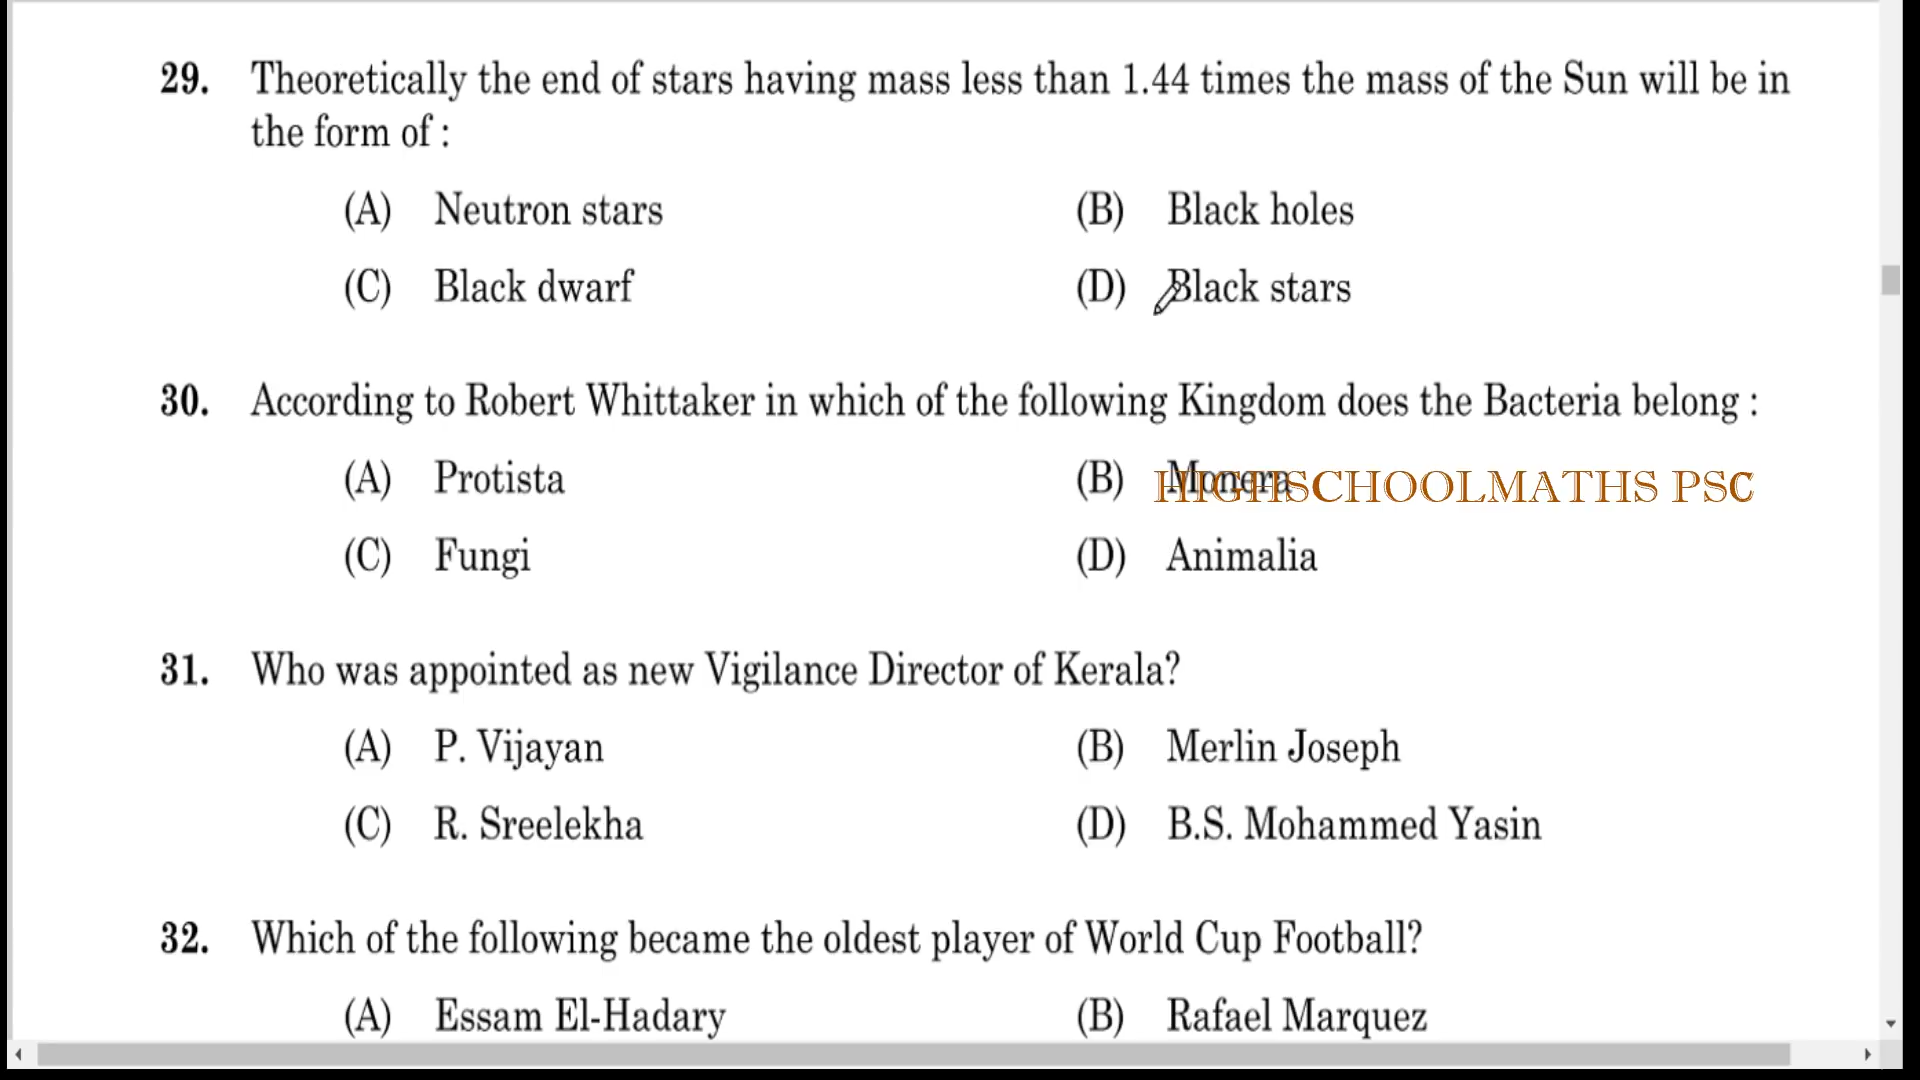 29. Theoretically the end of stars having mass less than 1.44 times the mass of the Sun will be in
the form of :
(A) Neutron stars (B) Black holes
(C) Black dwarf (D) Black stars
30. According to Robert Whittaker in which of the following Kingdom does the Bacteria belong :
(A) Protista (B) Monera HIGHSCHOOLMATHS PSC
(C) Fungi (D) Animalia
31. Who was appointed as new Vigilance Director of Kerala?
(A) P. Vijayan (B) Merlin Joseph
(C) R. Sreelekha (D) B.S. Mohammed Yasin
32. Which of the following became the oldest player of World Cup Football?
(A) Essam El-Hadary (B) Rafael Marquez